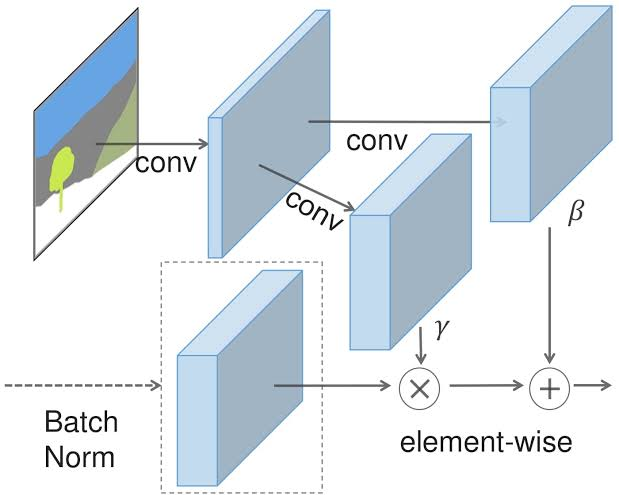 conv
conv
conv
β
γ
×
+
Batch
Norm
element-wise